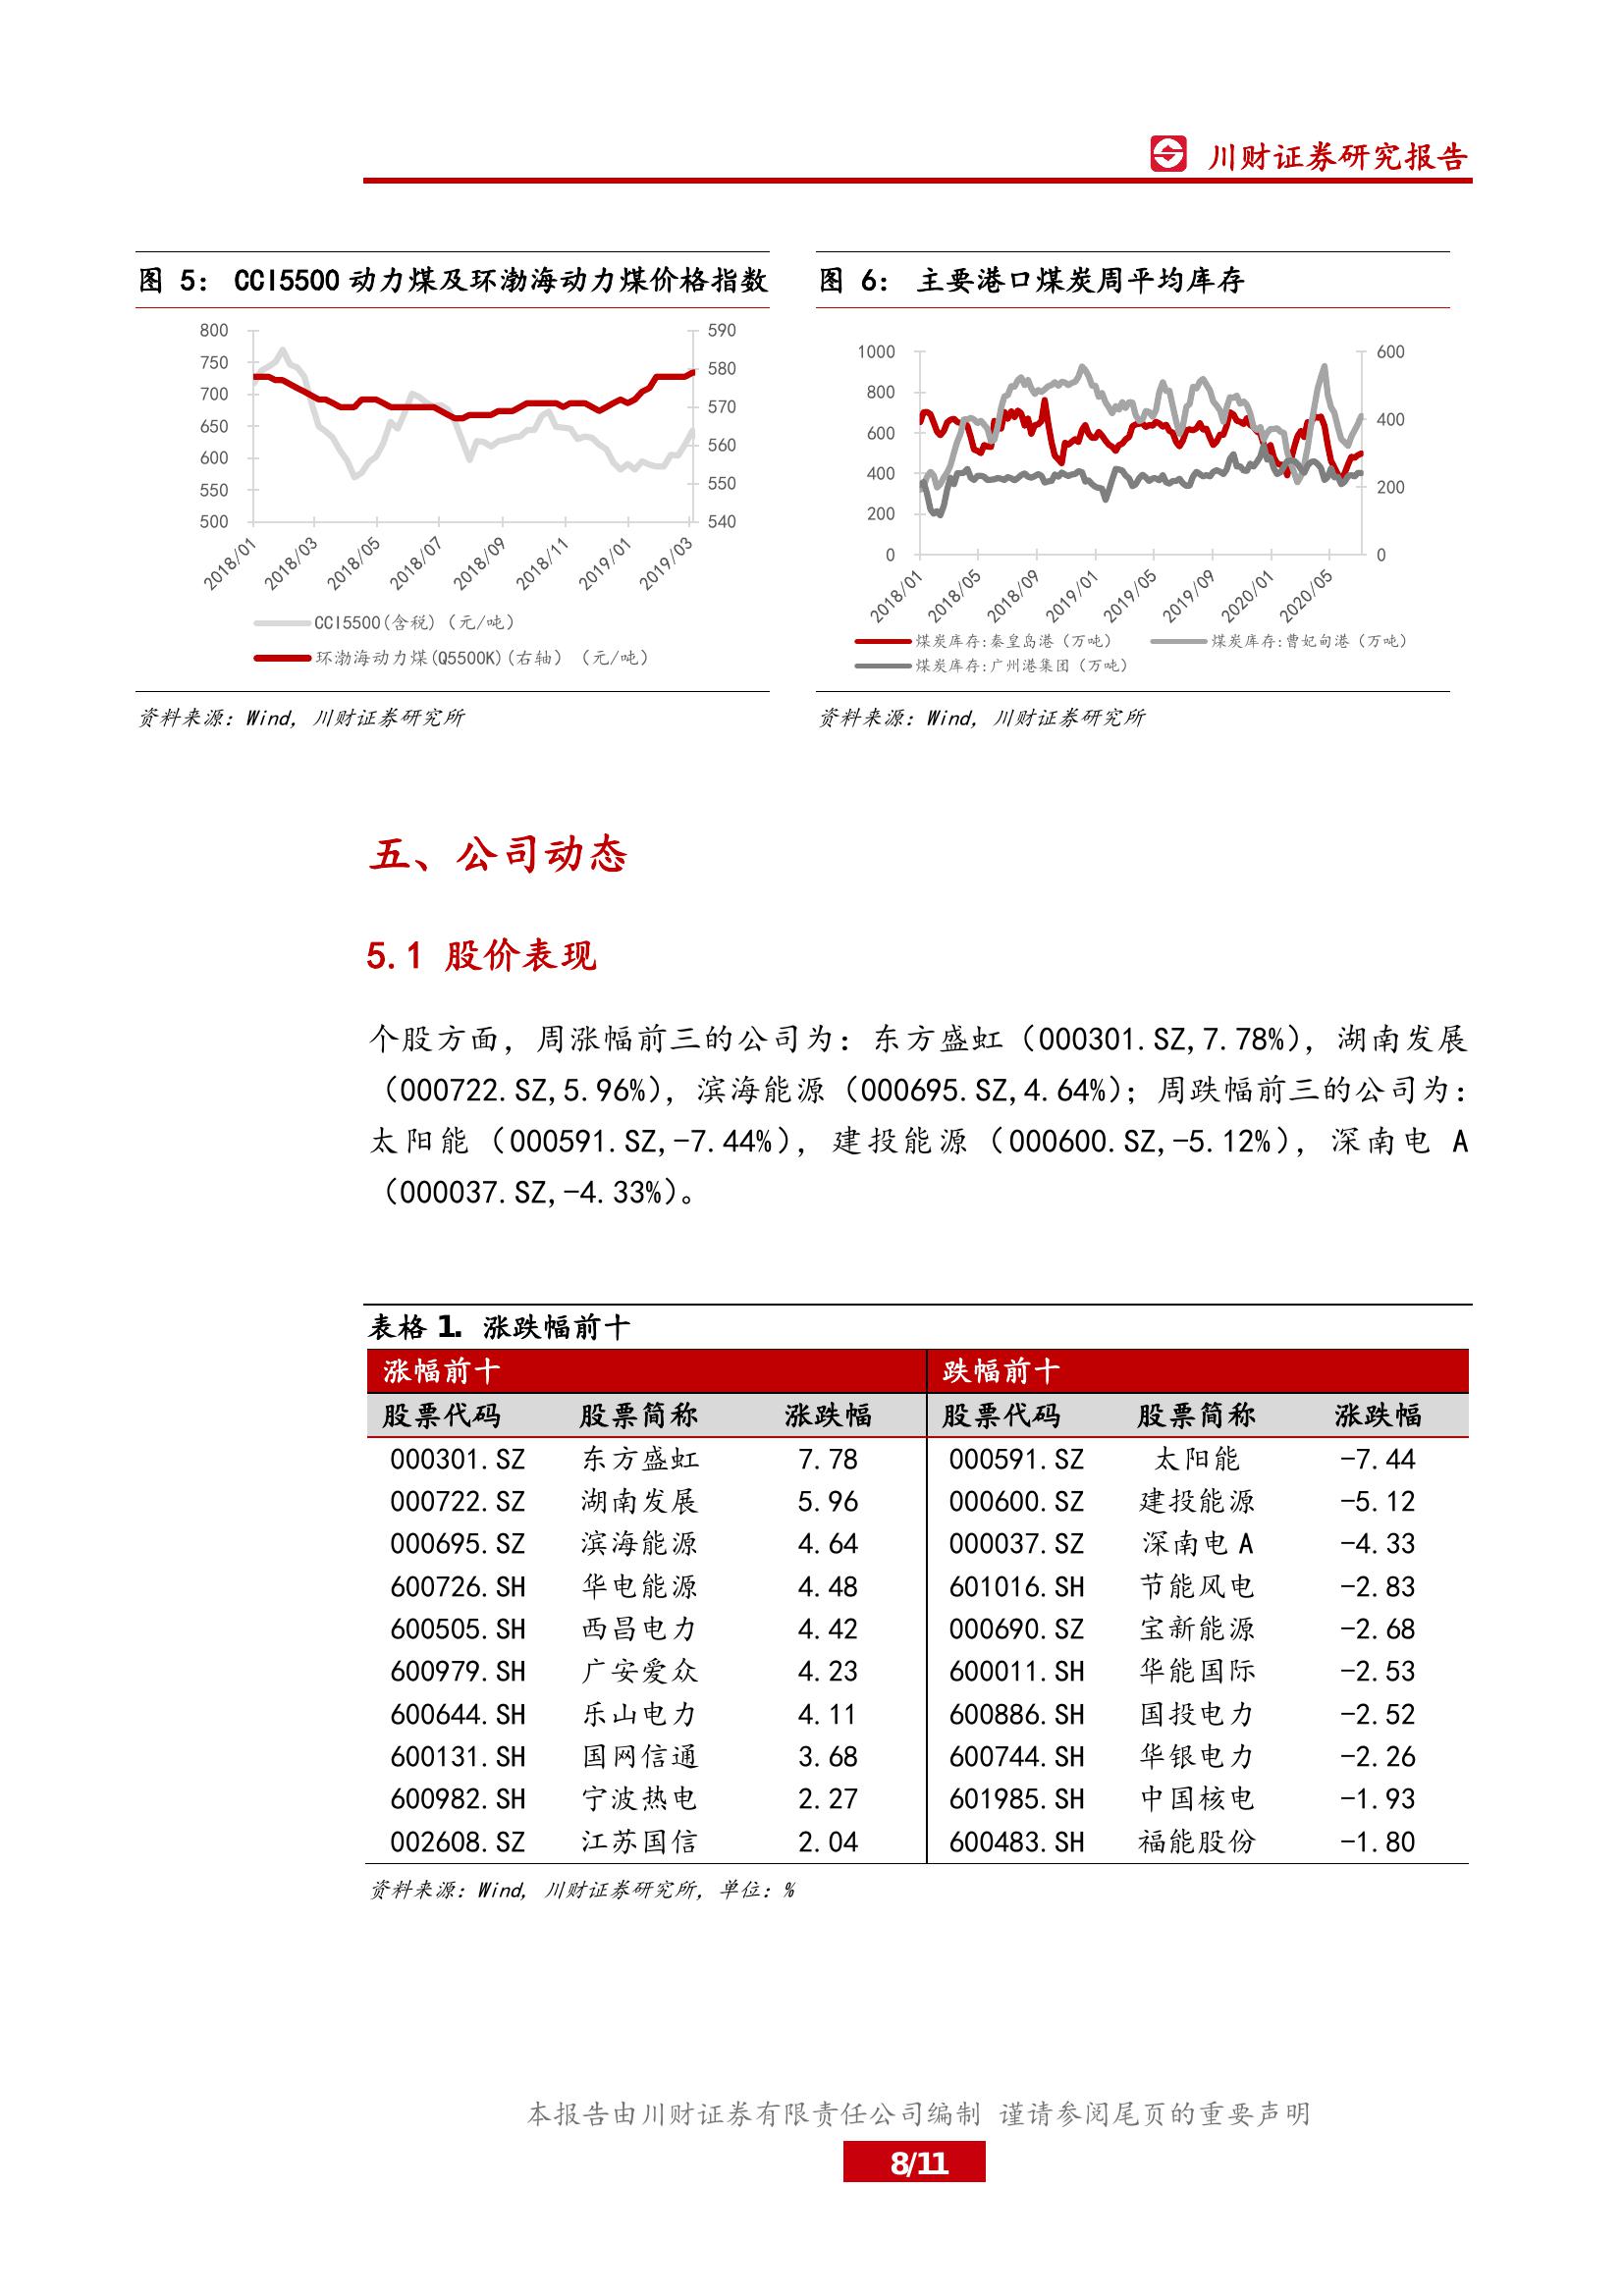 川财证券研究报告
图 5: CCI5500 动力煤及环渤海动力煤价格指数
800
750
700
650
600
550
500
590
580
570
560
550
540
2018/01
2018/03
2018/05
2018/07
2018/09
2018/11
2019/01
2019/03
CCI5500(含税)(元/吨)
环渤海动力煤(Q5500K)(右轴)(元/吨)
资料来源:Wind, 川财证券研究所
图 6: 主要港口煤炭周平均库存
1000
800
600
400
200
0
600
400
200
0
2018/01
2018/05
2018/09
2019/01
2019/05
2019/09
2020/01
2020/05
煤炭库存:秦皇岛港(万吨) 煤炭库存:曹妃甸港(万吨)
煤炭库存:广州港集团(万吨)
资料来源:Wind, 川财证券研究所
五、公司动态
5.1 股价表现
个股方面,周涨幅前三的公司为:东方盛虹(000301.SZ,7.78%),湖南发展
(000722.SZ,5.96%),滨海能源(000695.SZ,4.64%);周跌幅前三的公司为:
太阳能(000591.SZ,-7.44%),建投能源(000600.SZ,-5.12%),深南电 A
(000037.SZ,-4.33%)。
表格 1. 涨跌幅前十
涨幅前十 跌幅前十
股票代码 股票简称 涨跌幅 股票代码 股票简称 涨跌幅
000301.SZ 东方盛虹 7.78 000591.SZ 太阳能 -7.44
000722.SZ 湖南发展 5.96 000600.SZ 建投能源 -5.12
000695.SZ 滨海能源 4.64 000037.SZ 深南电 A -4.33
600726.SH 华电能源 4.48 601016.SH 节能风电 -2.83
600505.SH 西昌电力 4.42 000690.SZ 宝新能源 -2.68
600979.SH 广安爱众 4.23 600011.SH 华能国际 -2.53
600644.SH 乐山电力 4.11 600886.SH 国投电力 -2.52
600131.SH 国网信通 3.68 600744.SH 华银电力 -2.26
600982.SH 宁波热电 2.27 601985.SH 中国核电 -1.93
002608.SZ 江苏国信 2.04 600483.SH 福能股份 -1.80
资料来源:Wind, 川财证券研究所, 单位:%
本报告由川财证券有限责任公司编制 谨请参阅尾页的重要声明
8/11